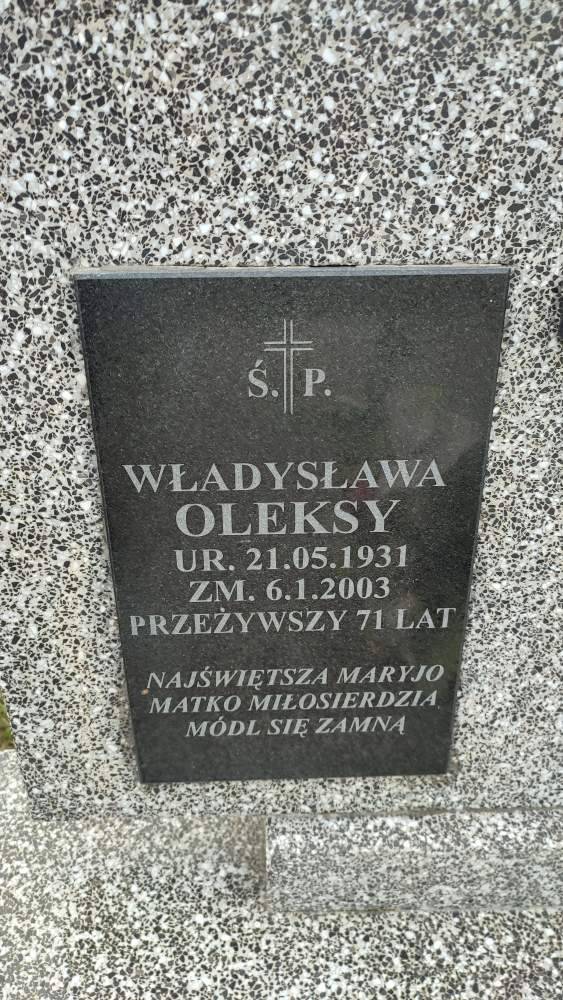 Ś. P.
WŁADYSŁAWA
OLEKSY
UR. 21.05.1931
ZM. 6.1.2003
PRZEŻYWSZY 71 LAT
NAJŚWIĘTSZA MARYJO
MATKO MIŁOSIERDZIA
MÓDL SIĘ ZAMNĄ